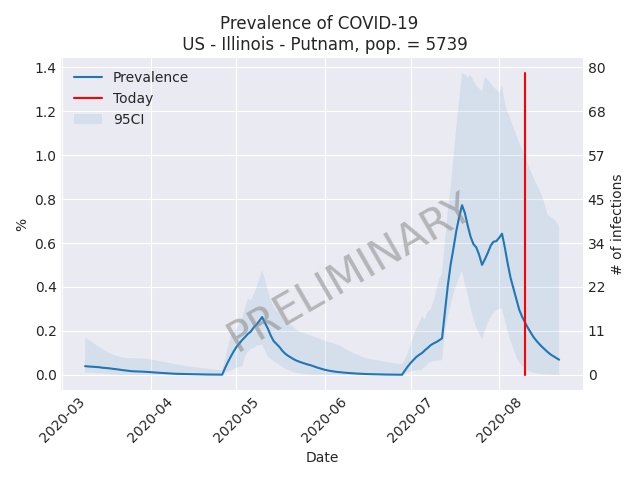 Prevalence of COVID-19
US - Illinois - Putnam, pop. = 5739
Prevalence
Today
95CI
PRELIMINARY
%
1.4
1.2
1.0
0.8
0.6
0.4
0.2
0.0
80
68
57
45
34
22
11
0
# of infections
2020-03
2020-04
2020-05
2020-06
2020-07
2020-08
Date